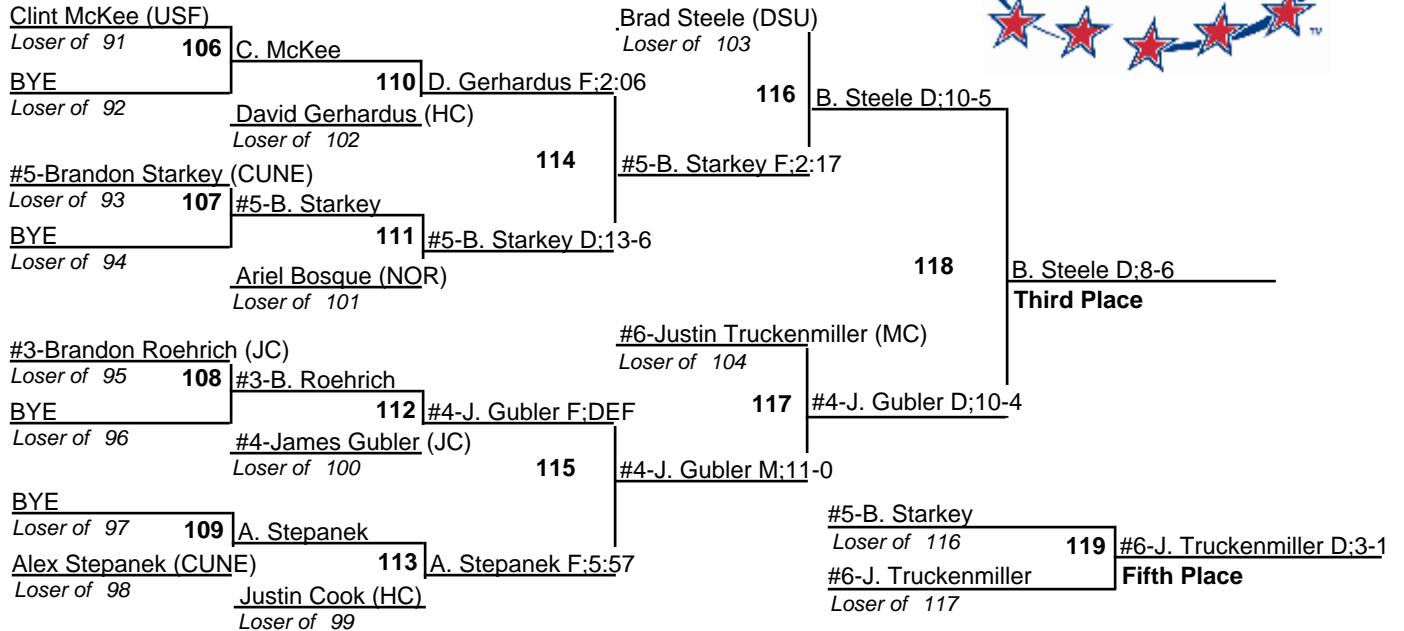 Clint McKee (USF)
Loser of 91
106
C. McKee
BYE
Loser of 92
110
D. Gerhardus F;2:06
David Gerhardus (HC)
Loser of 102
#5-Brandon Starkey (CUNE)
Loser of 93
107
#5-B. Starkey
BYE
Loser of 94
111
#5-B. Starkey D;13-6
Ariel Bosque (NOR)
Loser of 101
114
#5-B. Starkey F;2:17
Brad Steele (DSU)
Loser of 103
116
B. Steele D;10-5
#3-Brandon Roehrich (JC)
Loser of 95
108
#3-B. Roehrich
BYE
Loser of 96
112
#4-J. Gubler F;DEF
#4-James Gubler (JC)
Loser of 100
BYE
Loser of 97
109
A. Stepanek
Alex Stepanek (CUNE)
Loser of 98
113
A. Stepanek F;5:57
Justin Cook (HC)
Loser of 99
115
#4-J. Gubler M;11-0
#6-Justin Truckenmiller (MC)
Loser of 104
117
#4-J. Gubler D;10-4
118
B. Steele D;8-6
Third Place
#5-B. Starkey
Loser of 116
119
#6-J. Truckenmiller D;3-1
#6-J. Truckenmiller
Loser of 117
Fifth Place
TM